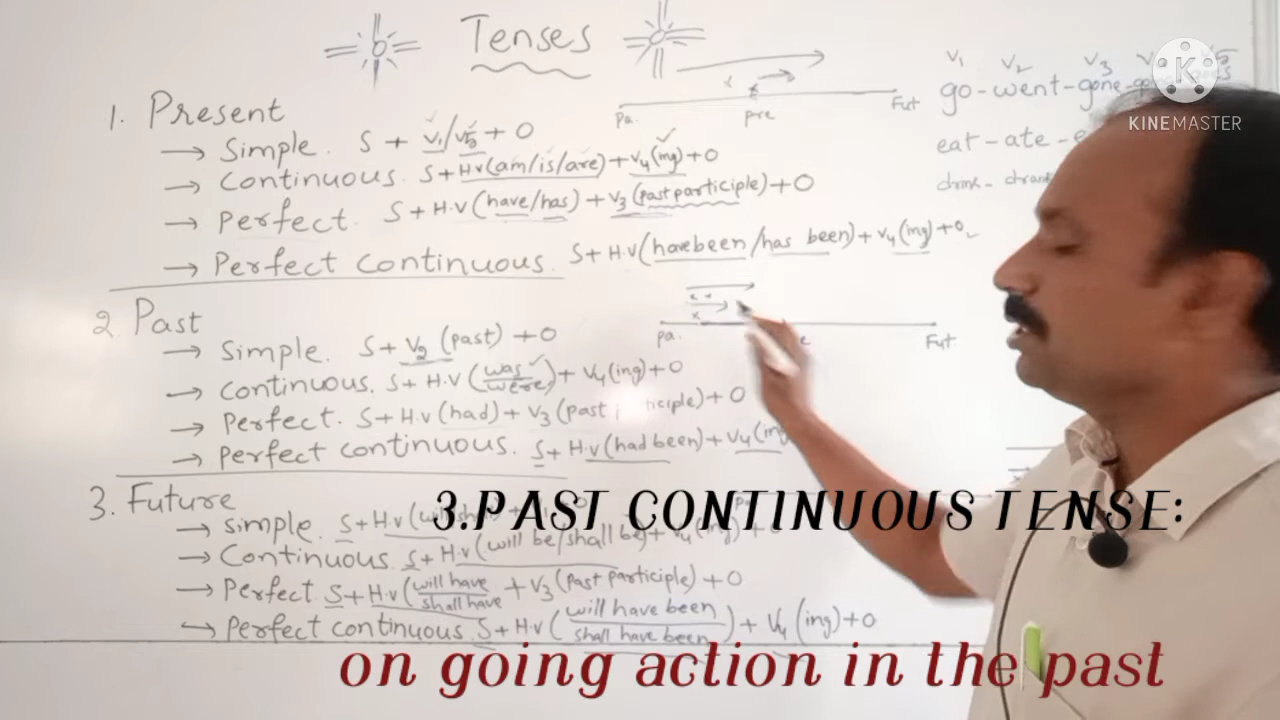 Tenses
V1 V2 V3
go-went-gone-
eat-ate-
KINEMASTER
1. Present
→ Simple. S + V1/V5 + O
→ Continuous. S+H.V(am/is/are)+V4(ing)+O
→ Perfect. S+H.V(have/has)+V3(past participle)+O
→ Perfect continuous. S+H.V(have been/has been)+V4(ing)+O
pa. pre Fut
2. Past
→ Simple. S+V2(past)+O
→ Continuous. S+H.V(was/were)+V4(ing)+O
→ Perfect. S+H.V(had)+V3(past +O
→ Perfect continuous. S+H.V(had been)+V4(ing
pa. Fut
3. Future
→ Simple. S+H.V(
→ Continuous. S+H.V(will be/shall be)+V4(ing)+O
→ Perfect S+H.V(will have/shall have + V3(past participle)+O
→ Perfect continuous. S+H.V(will have been/shall have been)+V4(ing)+O
3.PAST CONTINUOUS TENSE:
on going action in the past